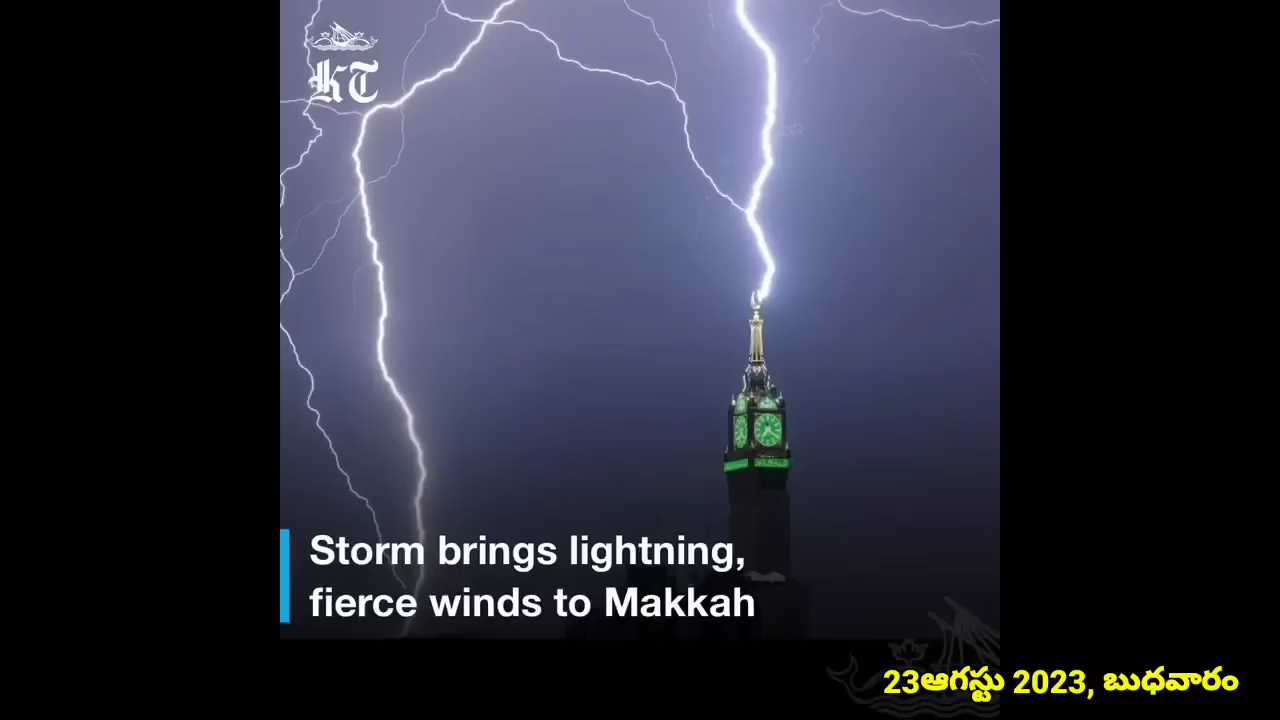 KT
Storm brings lightning,
fierce winds to Makkah
23ఆగస్టు 2023, బుధవారం